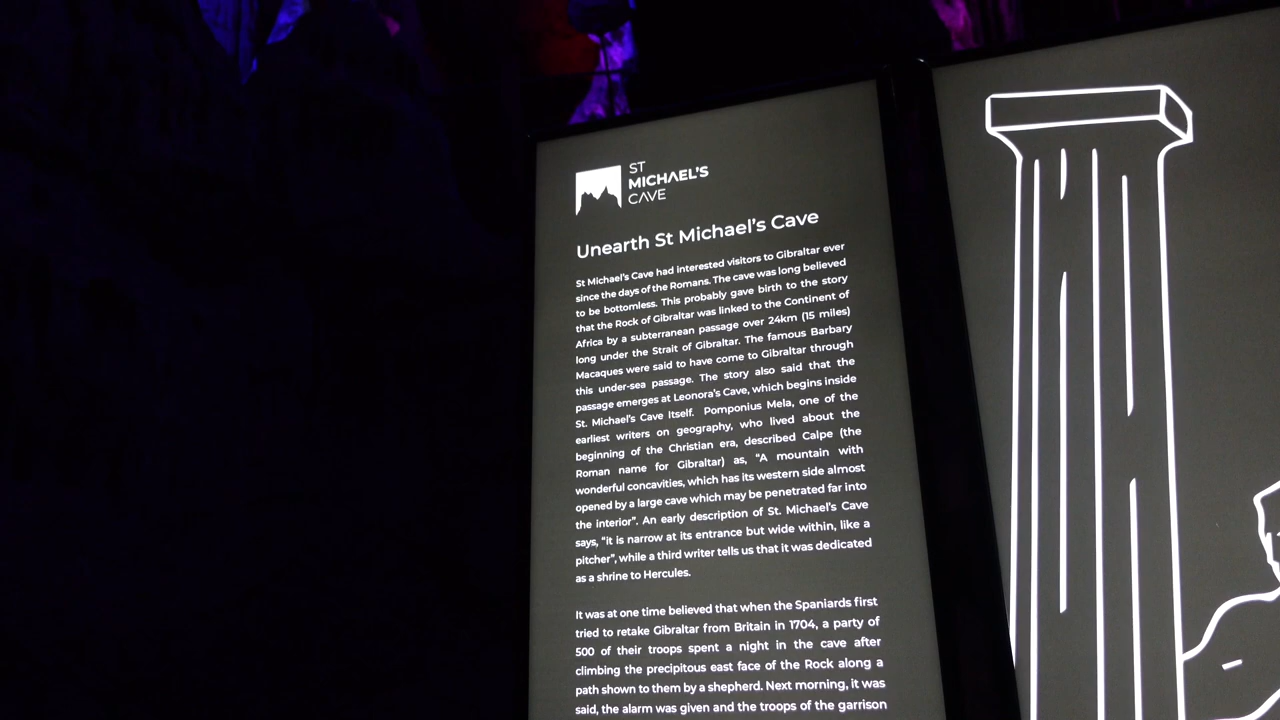 ST
MICHAEL'S
CAVE
Unearth St Michael's Cave
St Michael's Cave had interested visitors to Gibraltar ever
since the days of the Romans. The cave was long believed
to be bottomless. This probably gave birth to the story
that the Rock of Gibraltar was linked to the Continent of
Africa by a subterranean passage over 24km (15 miles)
long under the Strait of Gibraltar. The famous Barbary
Macaques were said to have come to Gibraltar through
this under-sea passage. The story also said that the
passage emerges at Leonora's Cave, which begins inside
St. Michael's Cave Itself. Pomponius Mela, one of the
earliest writers on geography, who lived about the
beginning of the Christian era, described Calpe (the
Roman name for Gibraltar) as, "A mountain with
wonderful concavities, which has its western side almost
opened by a large cave which may be penetrated far into
the interior". An early description of St. Michael's Cave
says, "it is narrow at its entrance but wide within, like a
pitcher", while a third writer tells us that it was dedicated
as a shrine to Hercules.
It was at one time believed that when the Spaniards first
tried to retake Gibraltar from Britain in 1704, a party of
500 of their troops spent a night in the cave after
climbing the precipitous east face of the Rock along a
path shown to them by a shepherd. Next morning, it was
said, the alarm was given and the troops of the garrison